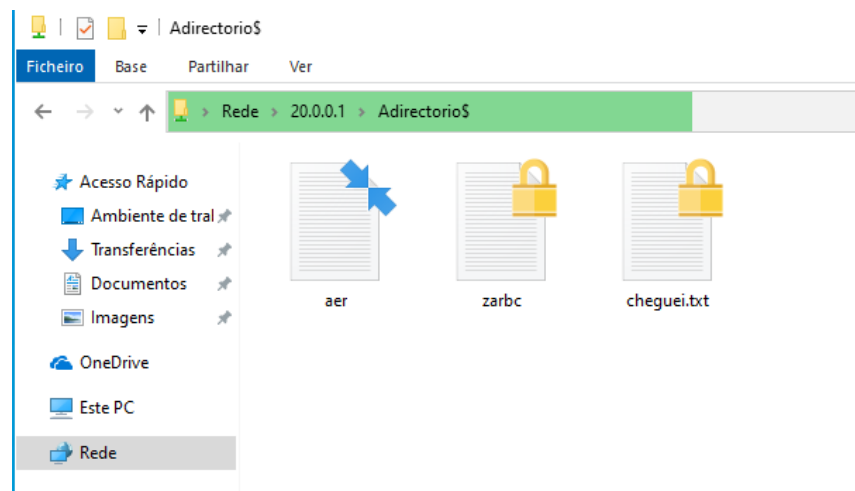 Adirectorio$
Ficheiro Base Partilhar Ver
Rede 20.0.0.1 Adirectorio$
Acesso Rápido
Ambiente de tral
Transferências
Documentos
Imagens
OneDrive
Este PC
Rede
aer zarbc cheguei.txt